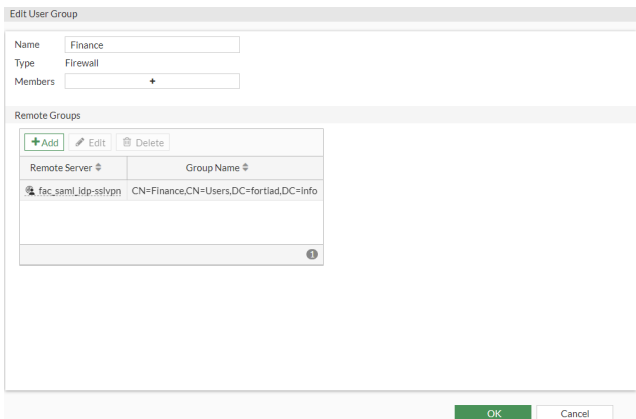 Edit User Group
Name Finance
Type Firewall
Members +
Remote Groups
+Add Edit Delete
Remote Server Group Name
fac_saml_idp-sslvpn CN=Finance,CN=Users,DC=fortiad,DC=info
1
OK Cancel